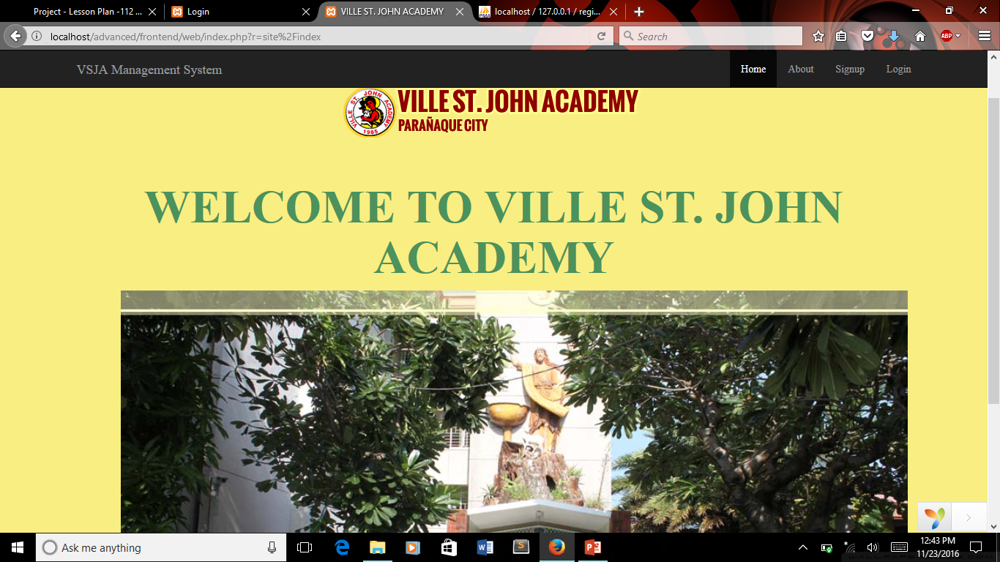 Project - Lesson Plan -112 ...
Login
VILLE ST. JOHN ACADEMY
localhost / 127.0.0.1 / regi...
localhost/advanced/frontend/web/index.php?r=site%2Findex
Search
ABP
VSJA Management System
Home
About
Signup
Login
VILLE ST. JOHN ACADEMY
1985
VILLE ST. JOHN ACADEMY
PARAÑAQUE CITY
WELCOME TO VILLE ST. JOHN
ACADEMY
Ask me anything
12:43 PM
11/23/2016